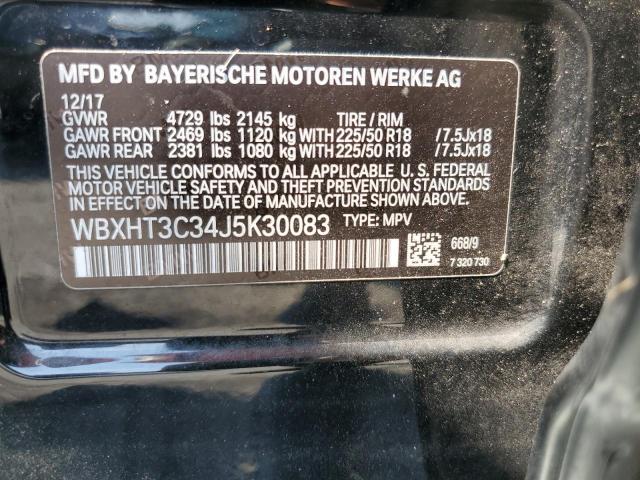 MFD BY BAYERISCHE MOTOREN WERKE AG
12/17
GVWR 4729 lbs 2145 kg TIRE / RIM
GAWR FRONT 2469 lbs 1120 kg WITH 225/50 R18 /7.5Jx18
GAWR REAR 2381 lbs 1080 kg WITH 225/50 R18 /7.5Jx18
THIS VEHICLE CONFORMS TO ALL APPLICABLE U. S. FEDERAL
MOTOR VEHICLE SAFETY AND THEFT PREVENTION STANDARDS
IN EFFECT ON THE DATE OF MANUFACTURE SHOWN ABOVE.
WBXHT3C34J5K30083 TYPE: MPV
668/9
7 320 730